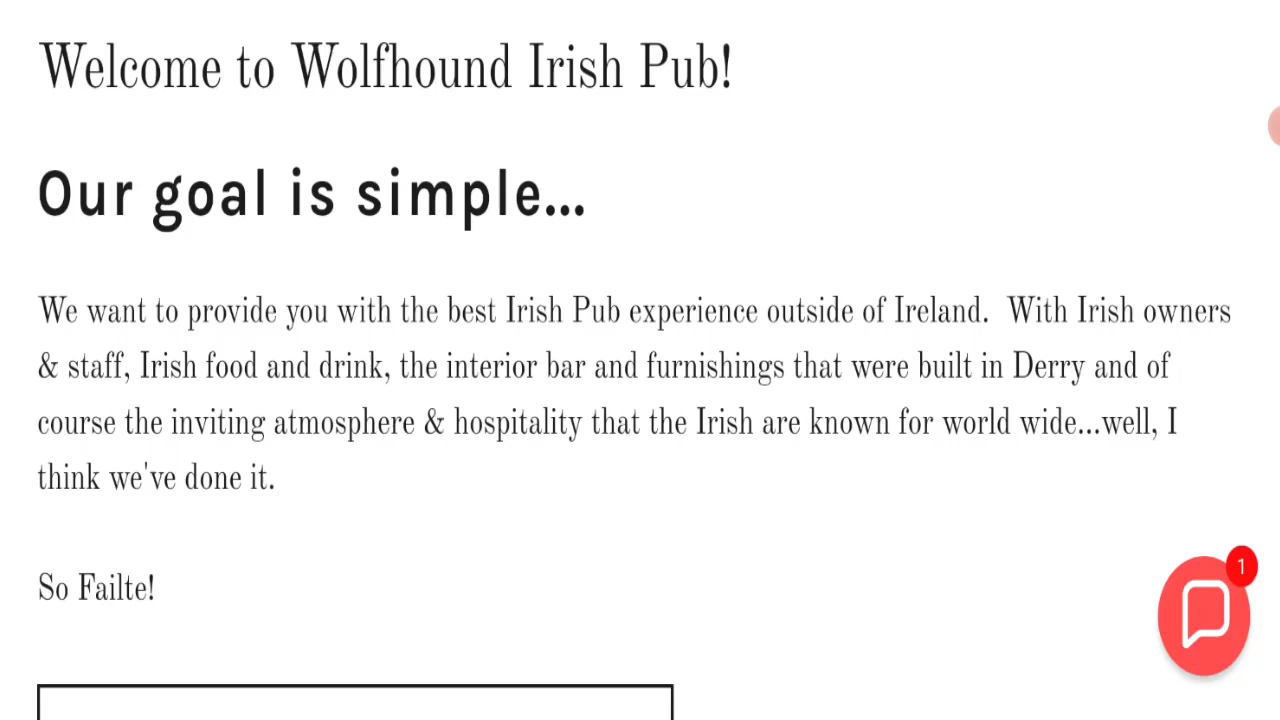 Welcome to Wolfhound Irish Pub!
Our goal is simple...
We want to provide you with the best Irish Pub experience outside of Ireland.  With Irish owners
& staff, Irish food and drink, the interior bar and furnishings that were built in Derry and of
course the inviting atmosphere & hospitality that the Irish are known for world wide...well, I
think we've done it.
So Failte!
1